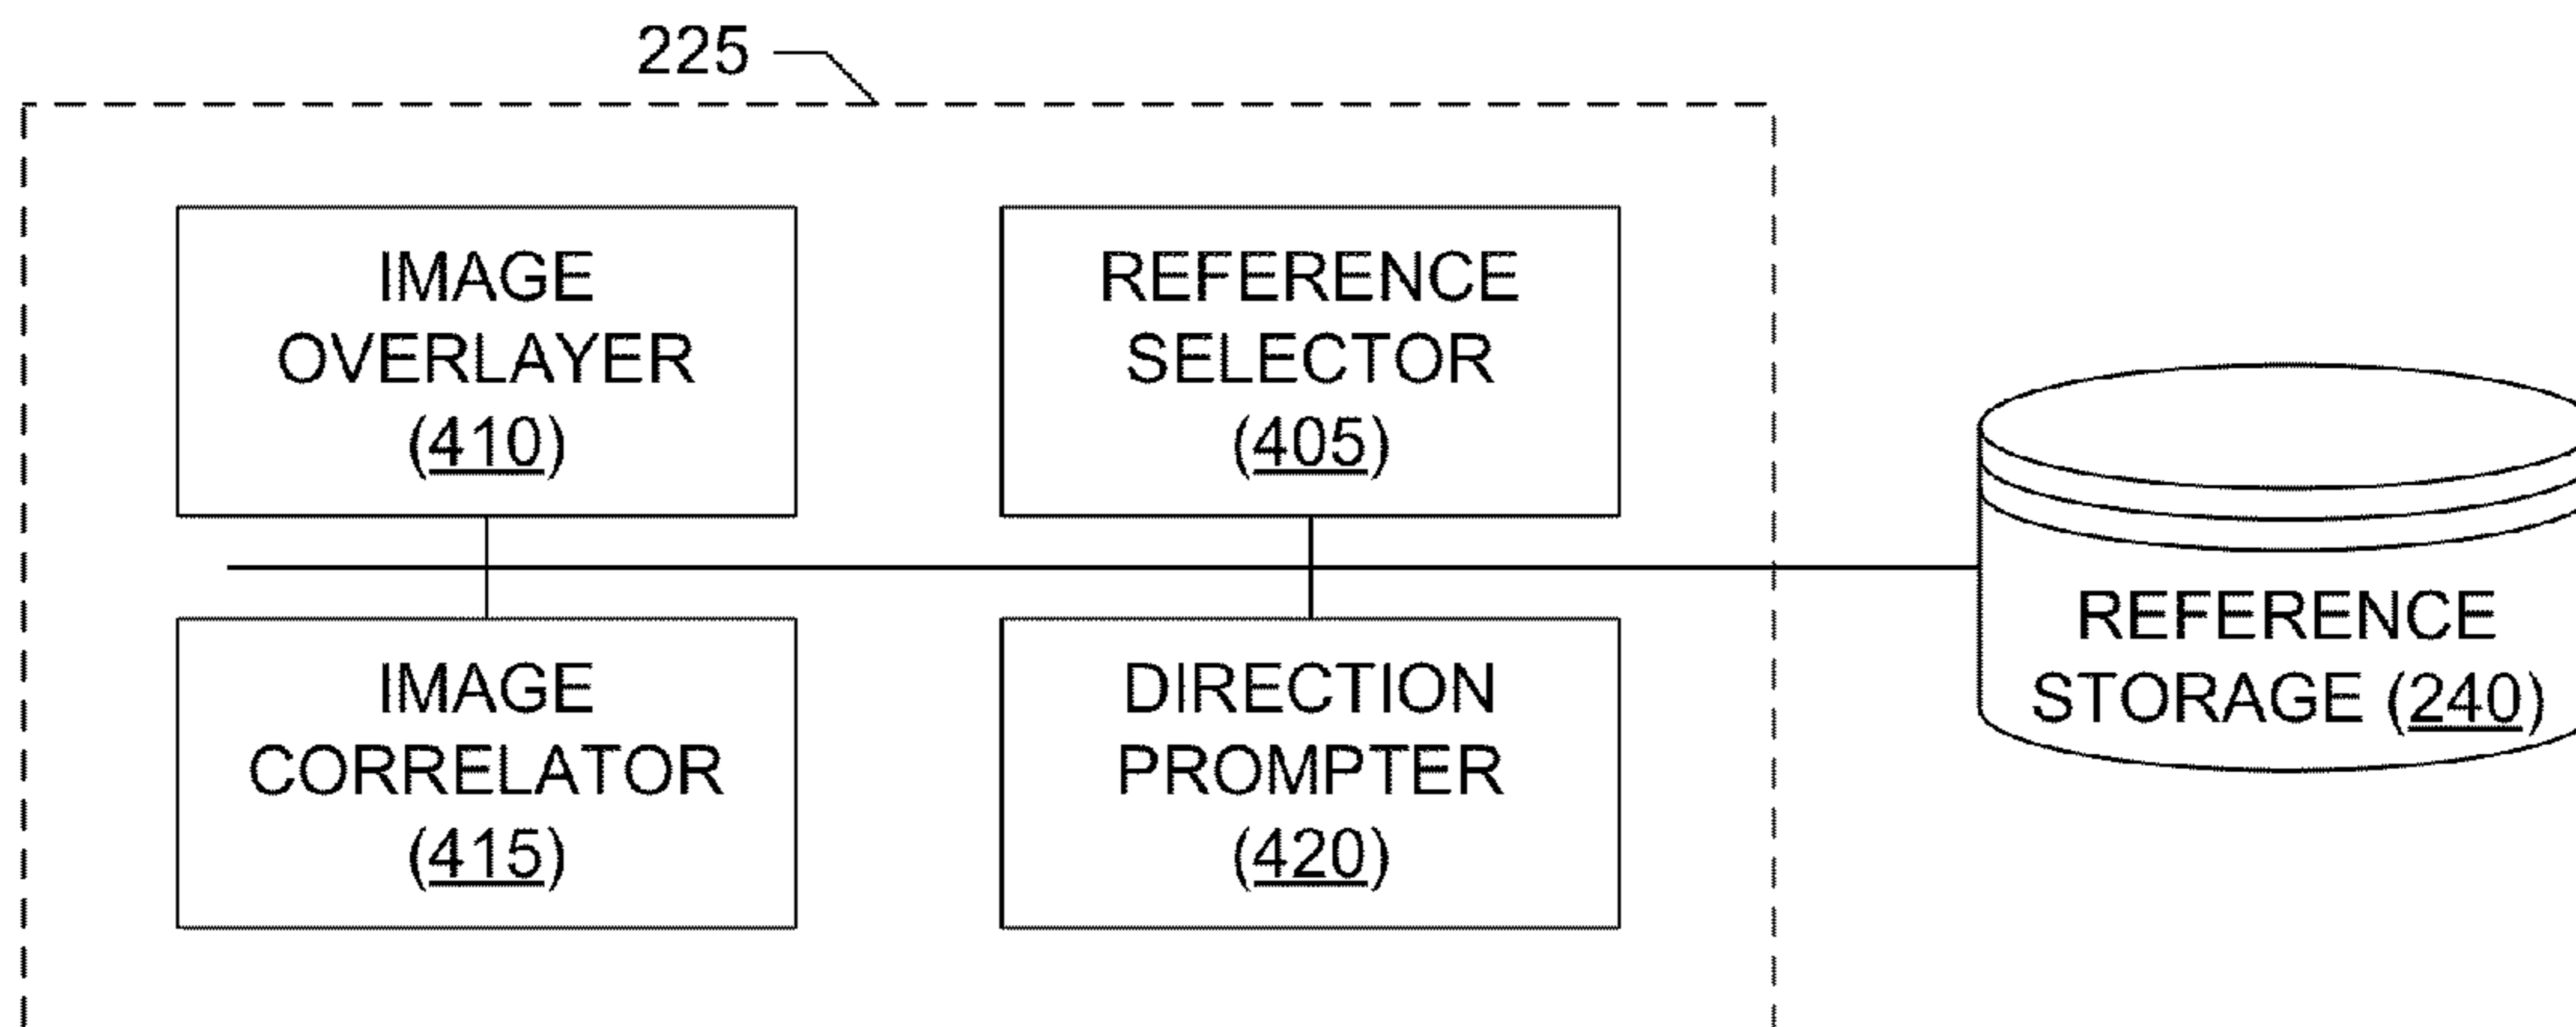 225
IMAGE
OVERLAYER
(410)
REFERENCE
SELECTOR
(405)
IMAGE
CORRELATOR
(415)
DIRECTION
PROMPTER
(420)
REFERENCE
STORAGE (240)